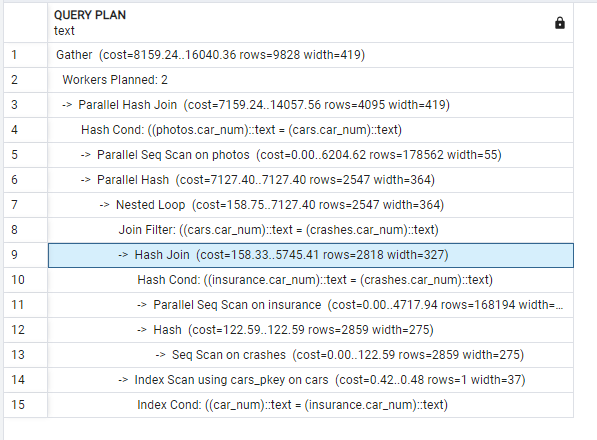 QUERY PLAN
text
1 Gather (cost=8159.24..16040.36 rows=9828 width=419)
2 Workers Planned: 2
3 -> Parallel Hash Join (cost=7159.24..14057.56 rows=4095 width=419)
4 Hash Cond: ((photos.car_num)::text = (cars.car_num)::text)
5 -> Parallel Seq Scan on photos (cost=0.00..6204.62 rows=178562 width=55)
6 -> Parallel Hash (cost=7127.40..7127.40 rows=2547 width=364)
7 -> Nested Loop (cost=158.75..7127.40 rows=2547 width=364)
8 Join Filter: ((cars.car_num)::text = (crashes.car_num)::text)
9 -> Hash Join (cost=158.33..5745.41 rows=2818 width=327)
10 Hash Cond: ((insurance.car_num)::text = (crashes.car_num)::text)
11 -> Parallel Seq Scan on insurance (cost=0.00..4717.94 rows=168194 width=...
12 -> Hash (cost=122.59..122.59 rows=2859 width=275)
13 -> Seq Scan on crashes (cost=0.00..122.59 rows=2859 width=275)
14 -> Index Scan using cars_pkey on cars (cost=0.42..0.48 rows=1 width=37)
15 Index Cond: ((car_num)::text = (insurance.car_num)::text)